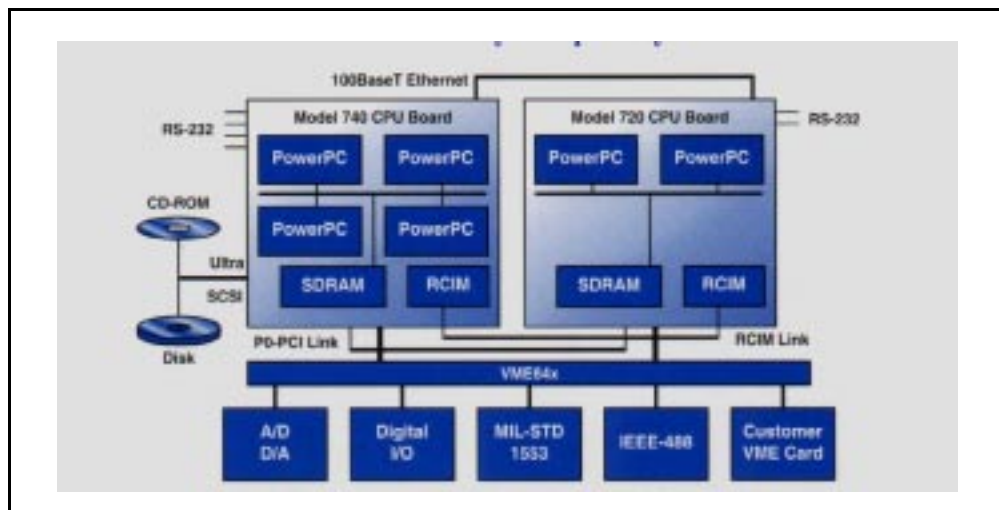 100BaseT Ethernet
Model 740 CPU Board
Model 720 CPU Board
RS-232
RS-232
PowerPC
PowerPC
PowerPC
PowerPC
CD-ROM
PowerPC
PowerPC
Ultra
SCSI
SDRAM
RCIM
SDRAM
RCIM
Disk
P0-PCI Link
RCIM Link
VME64x
A/D
D/A
Digital
I/O
MIL-STD
1553
IEEE-488
Customer
VME Card